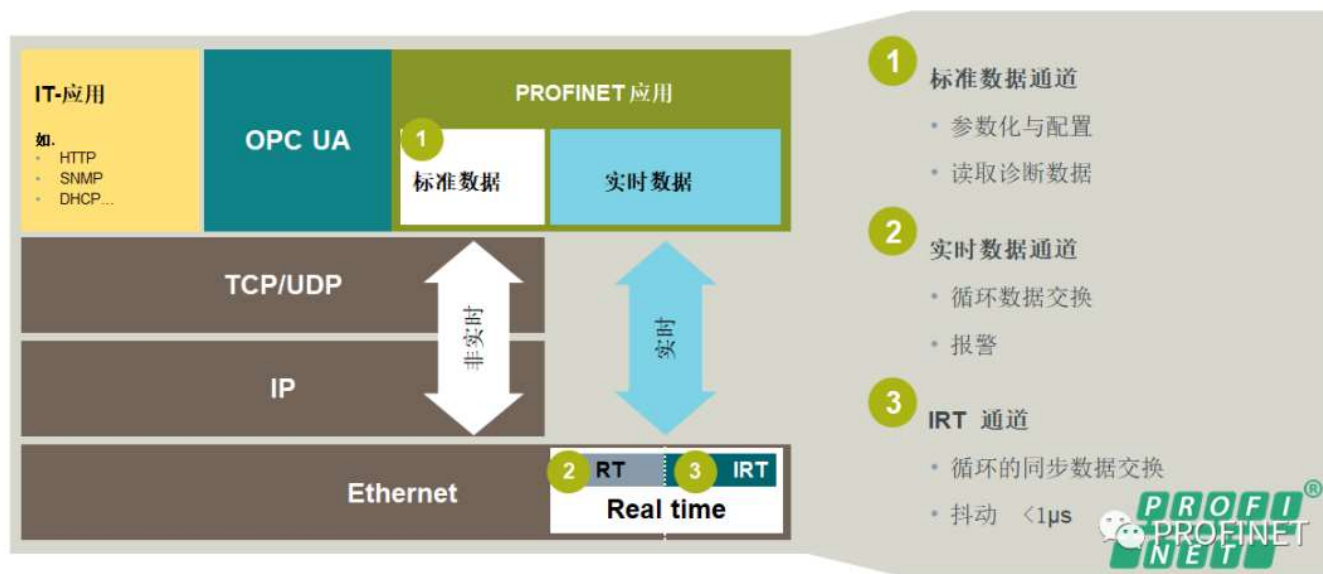 IT-应用
如.
• HTTP
• SNMP
• DHCP...
OPC UA
PROFINET 应用
1
标准数据
实时数据
TCP/UDP
IP
非实时
实时
Ethernet
2 RT
3 IRT
Real time
1 标准数据通道
• 参数化与配置
• 读取诊断数据
2 实时数据通道
• 循环数据交换
• 报警
3 IRT 通道
• 循环的同步数据交换
• 抖动 <1μs
PROFI
NET
®
PROFINET